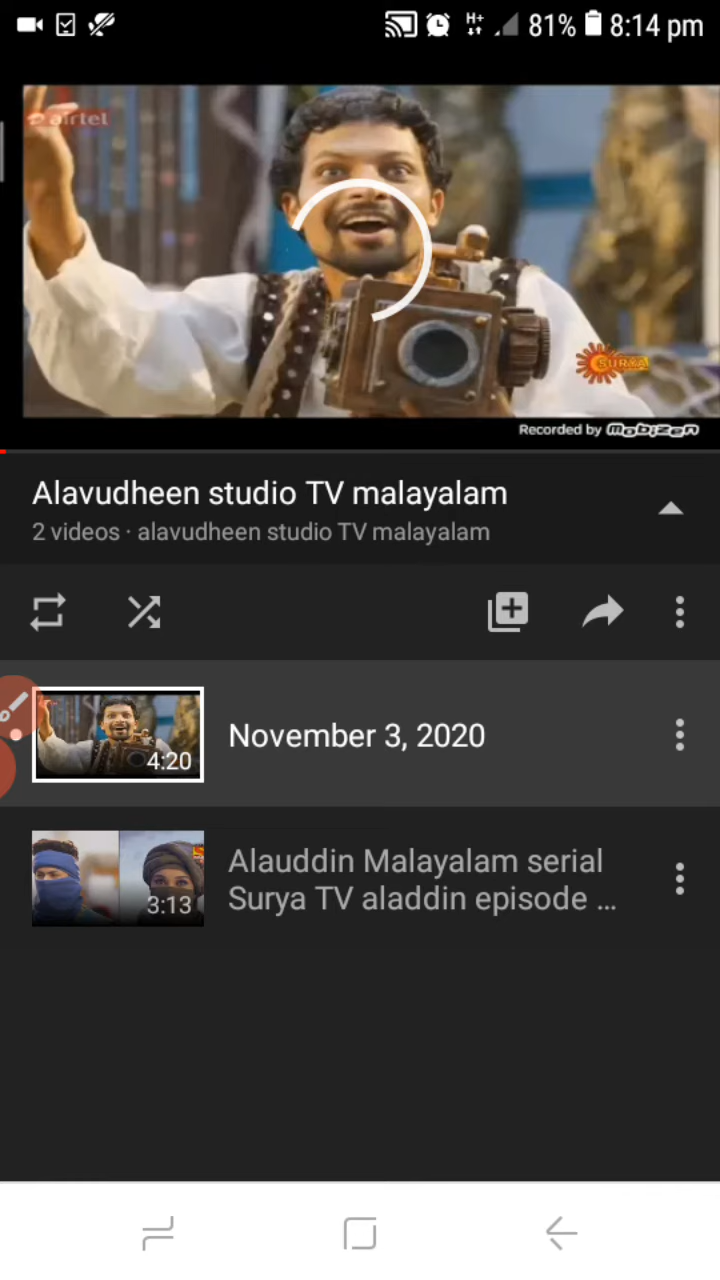 H+
81%
8:14 pm
airtel
SURYA
Recorded by mobizen
Alavudheen studio TV malayalam
2 videos · alavudheen studio TV malayalam
4:20
November 3, 2020
3:13
Alauddin Malayalam serial
Surya TV aladdin episode ...